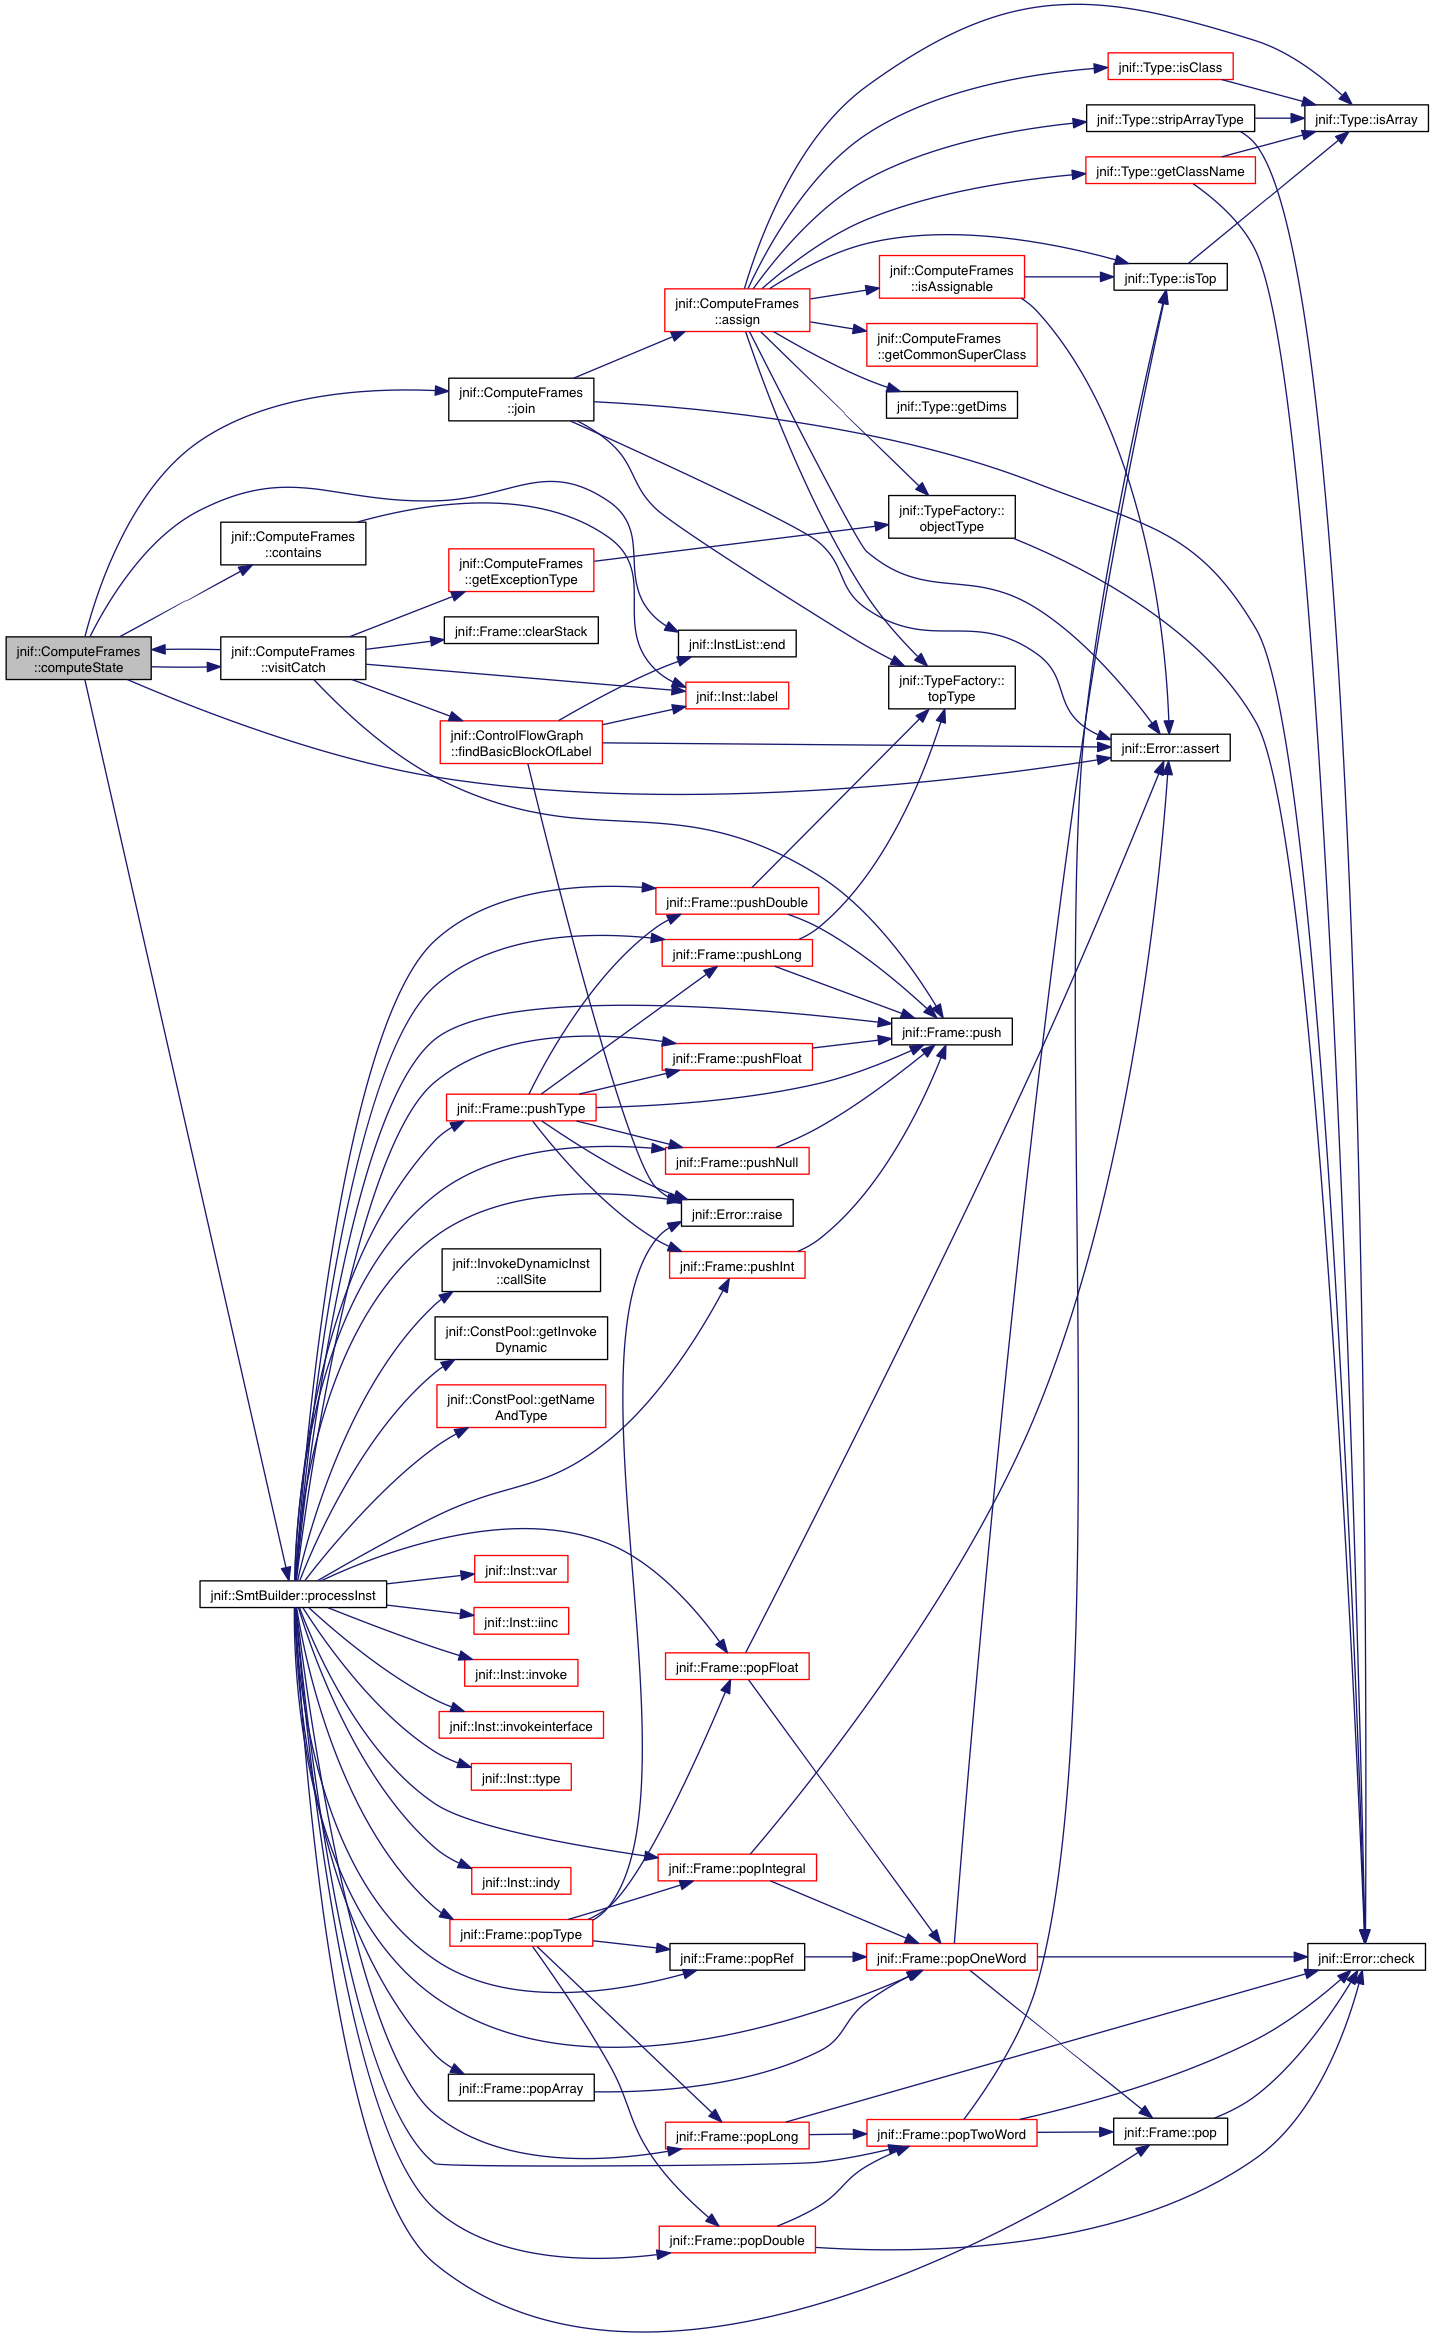 jnif::Type::isClass
jnif::Type::stripArrayType
jnif::Type::isArray
jnif::Type::getClassName
jnif::ComputeFrames
::isAssignable
jnif::Type::isTop
jnif::ComputeFrames
::assign
jnif::ComputeFrames
::getCommonSuperClass
jnif::ComputeFrames
::join
jnif::Type::getDims
jnif::TypeFactory::
objectType
jnif::ComputeFrames
::contains
jnif::ComputeFrames
::getExceptionType
jnif::Frame::clearStack
jnif::InstList::end
jnif::ComputeFrames
::computeState
jnif::ComputeFrames
::visitCatch
jnif::TypeFactory::
topType
jnif::Inst::label
jnif::ControlFlowGraph
::findBasicBlockOfLabel
jnif::Error::assert
jnif::Frame::pushDouble
jnif::Frame::pushLong
jnif::Frame::push
jnif::Frame::pushFloat
jnif::Frame::pushType
jnif::Frame::pushNull
jnif::Error::raise
jnif::InvokeDynamicInst
::callSite
jnif::Frame::pushInt
jnif::ConstPool::getInvoke
Dynamic
jnif::ConstPool::getName
AndType
jnif::Inst::var
jnif::SmtBuilder::processInst
jnif::Inst::iinc
jnif::Inst::invoke
jnif::Frame::popFloat
jnif::Inst::invokeinterface
jnif::Inst::type
jnif::Frame::popIntegral
jnif::Inst::indy
jnif::Frame::popType
jnif::Frame::popRef
jnif::Frame::popOneWord
jnif::Error::check
jnif::Frame::popArray
jnif::Frame::popLong
jnif::Frame::popTwoWord
jnif::Frame::pop
jnif::Frame::popDouble